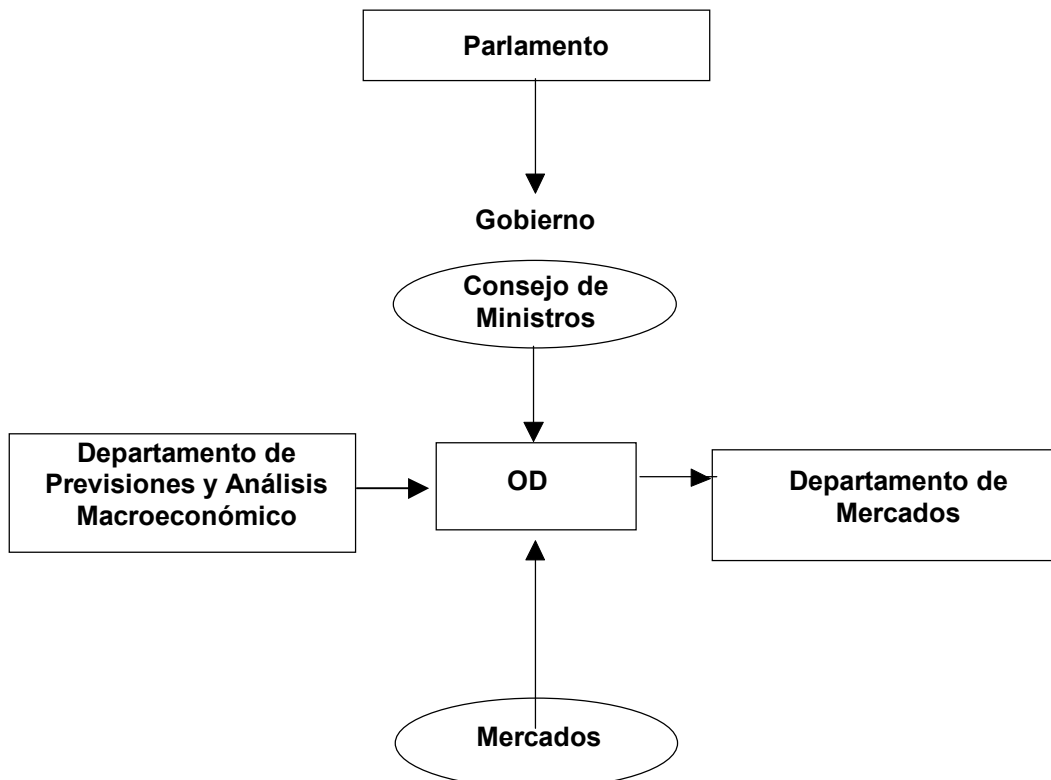 Parlamento
Gobierno
Consejo de
Ministros
Departamento de
Previsiones y Análisis
Macroeconómico
OD
Departamento de
Mercados
Mercados